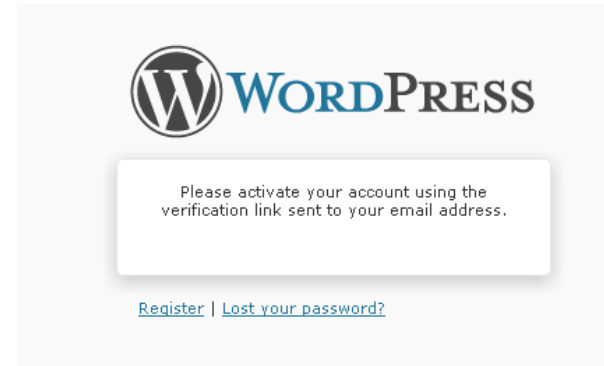 WORDPRESS
Please activate your account using the
verification link sent to your email address.
Register | Lost your password?